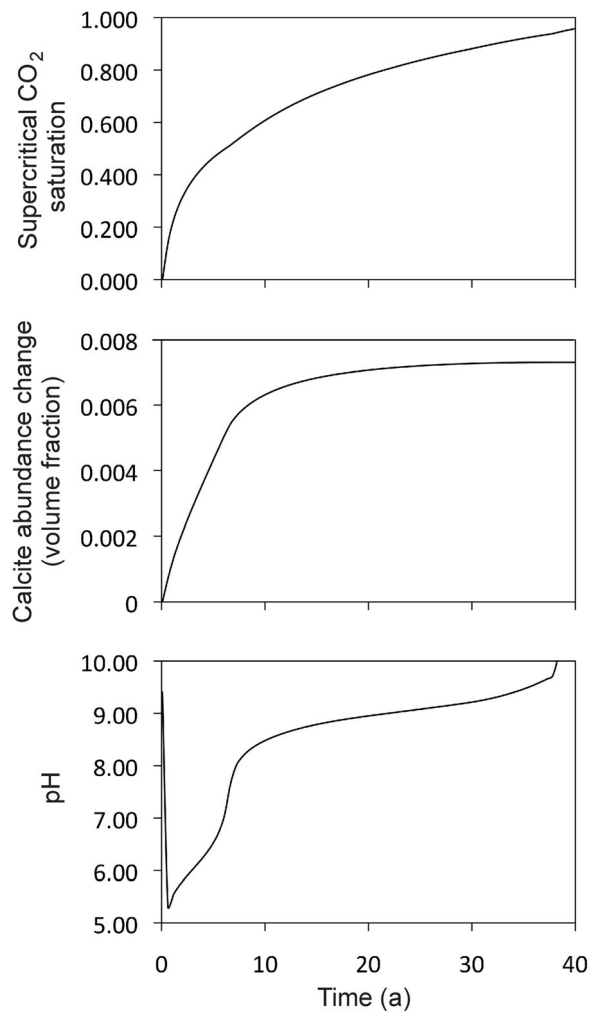 Supercritical CO2
saturation
1.000
0.800
0.600
0.400
0.200
0.000
Calcite abundance change
(volume fraction)
0.008
0.006
0.004
0.002
0
pH
10.00
9.00
8.00
7.00
6.00
5.00
0 10 20 30 40
Time (a)